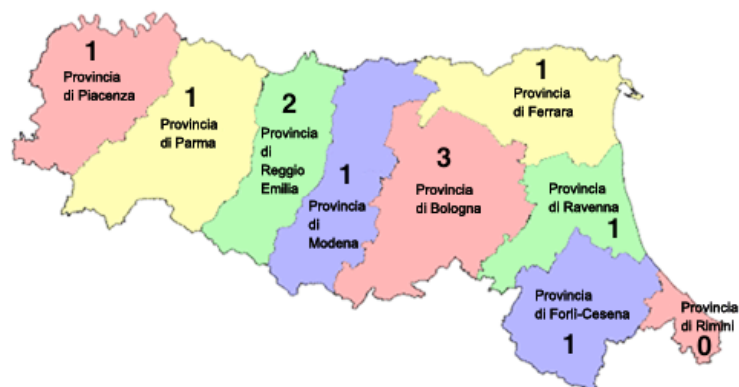 1
Provincia
di Piacenza
1
Provincia
di Parma
2
Provincia
di
Reggio
Emilia
1
Provincia
di
Modena
3
Provincia
di Bologna
1
Provincia
di Ferrara
Provincia
di Ravenna
1
Provincia
di Forlì-Cesena
1
Provincia
di Rimini
0